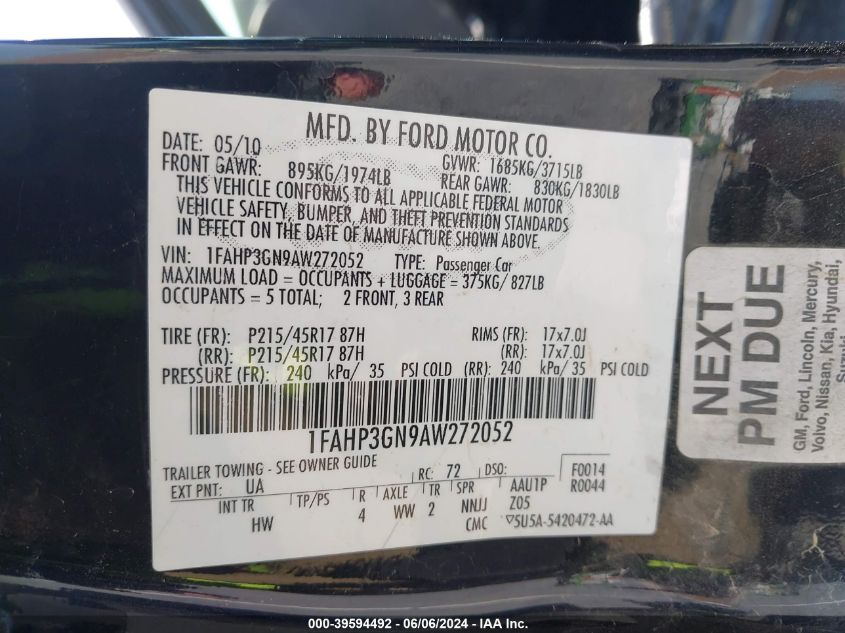 MFD. BY FORD MOTOR CO.
DATE: 05/10 GVWR: 1685KG/3715LB
FRONT GAWR: 895KG/1974LB REAR GAWR: 830KG/1830LB
THIS VEHICLE CONFORMS TO ALL APPLICABLE FEDERAL MOTOR
VEHICLE SAFETY, BUMPER, AND THEFT PREVENTION STANDARDS
IN EFFECT ON THE DATE OF MANUFACTURE SHOWN ABOVE.
VIN: 1FAHP3GN9AW272052 TYPE: Passenger Car
MAXIMUM LOAD = OCCUPANTS + LUGGAGE = 375KG/ 827LB
OCCUPANTS = 5 TOTAL; 2 FRONT, 3 REAR
TIRE (FR): P215/45R17 87H RIMS (FR): 17x7.0J
(RR): P215/45R17 87H (RR): 17x7.0J
PRESSURE (FR): 240 kPa/ 35 PSI COLD (RR): 240 kPa/ 35 PSI COLD
1FAHP3GN9AW272052
TRAILER TOWING - SEE OWNER GUIDE RC: 72 DSO: F0014
EXT PNT: UA R0044
INT TR TP/PS R AXLE TR SPR AAU1P
HW 4 WW 2 NNJJ Z05
CMC ▽5U5A-5420472-AA
NEXT
PM DUE
GM, Ford, Lincoln, Mercury,
Volvo, Nissan, Kia, Hyundai,
Suzuki
000-39594492 - 06/06/2024 - IAA Inc.